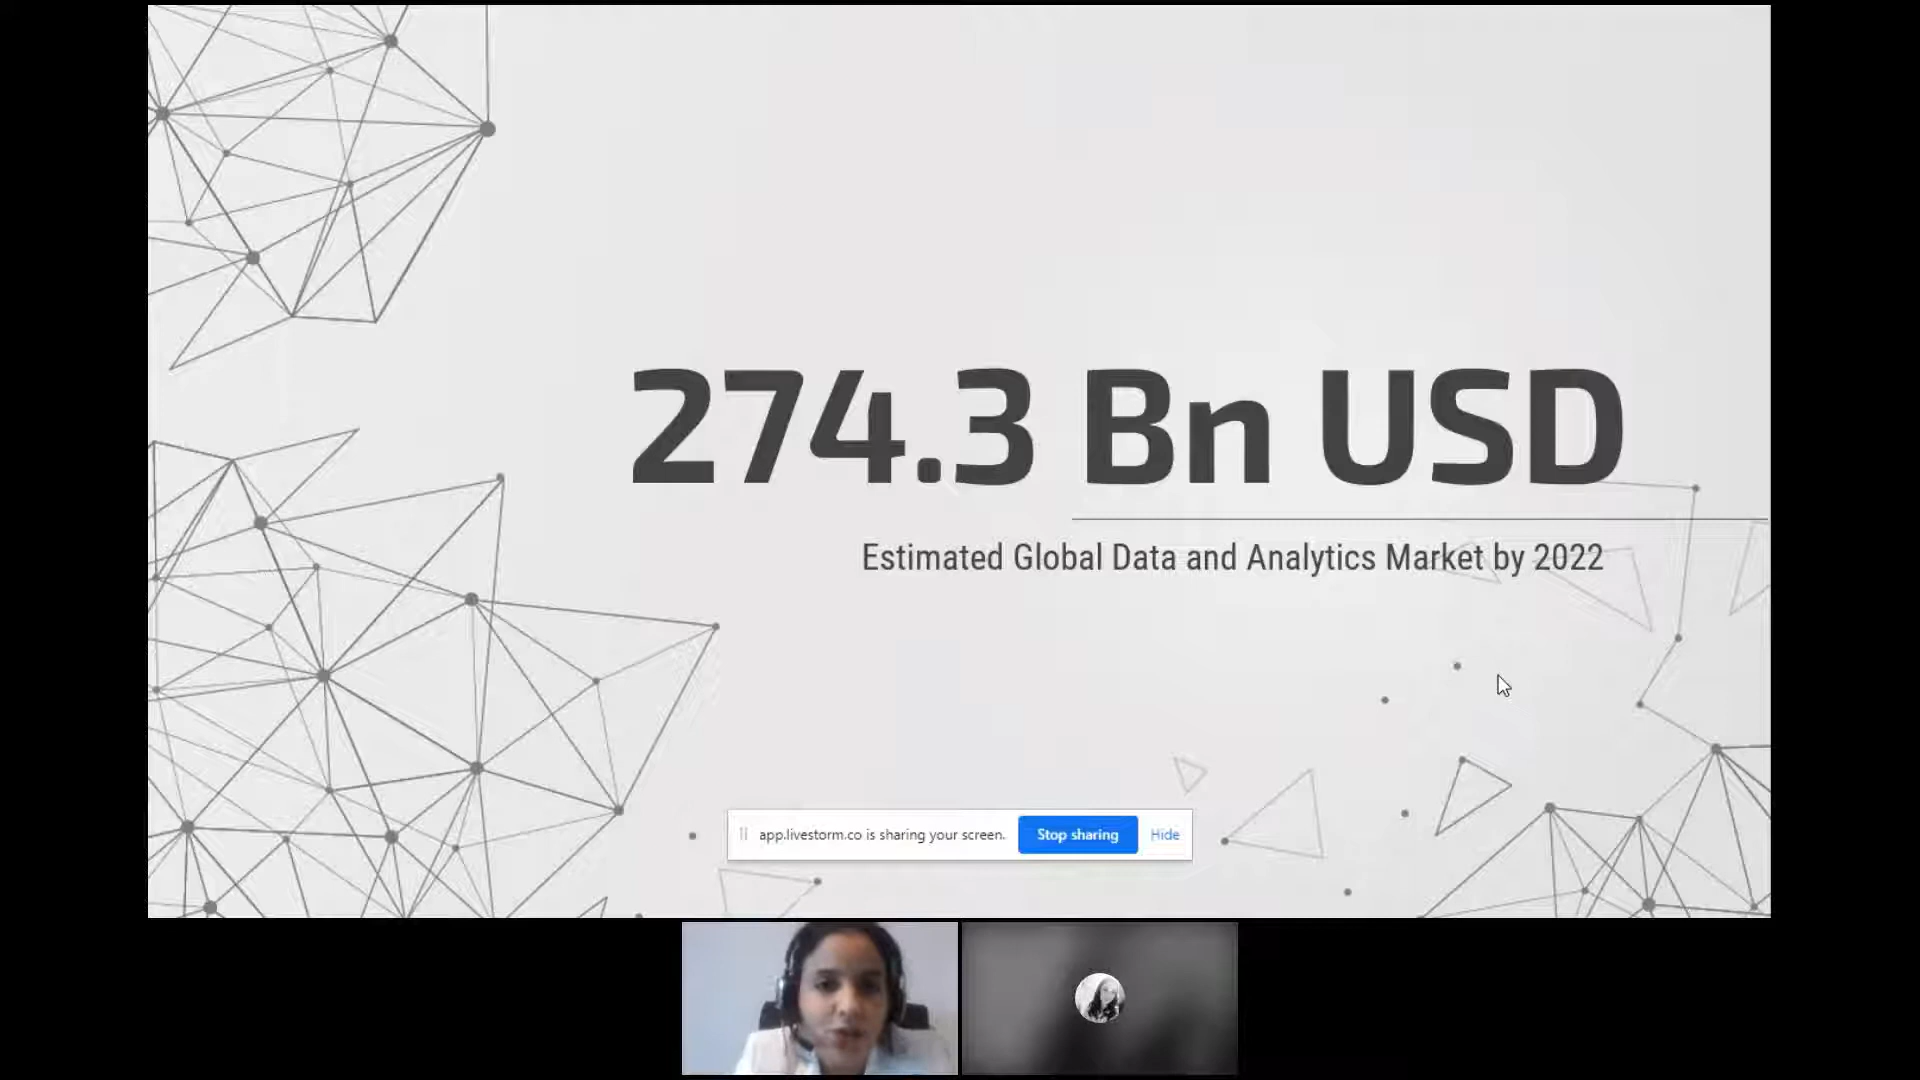 274.3 Bn USD
Estimated Global Data and Analytics Market by 2022
app.livestorm.co is sharing your screen. Stop sharing Hide